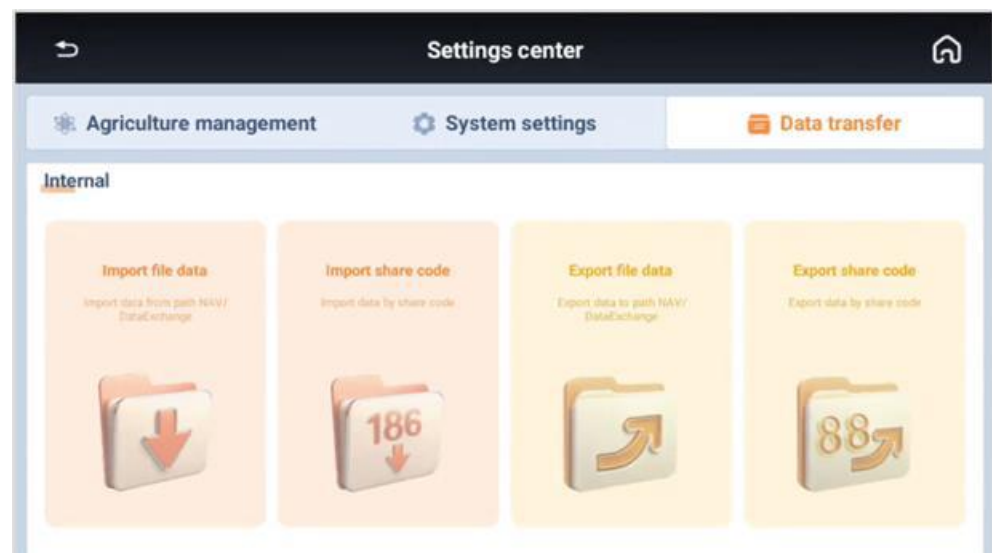 Settings center
Agriculture management
System settings
Data transfer
Internal
Import file data
Import data from path NAV/
DataExchange
Import share code
Import data by share code
Export file data
Export data to path NAV/
DataExchange
Export share code
Export data by share code
186
88